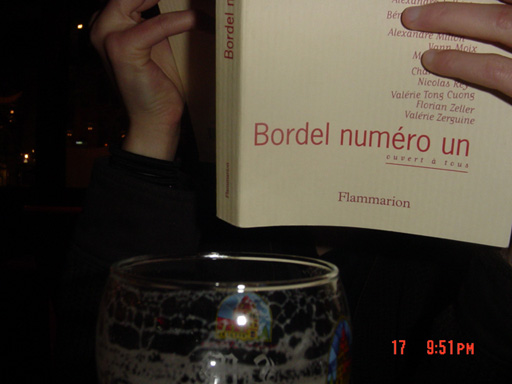 Bordel n
Alexandre
Yann Moix
Nicolas Rey
Valérie Tong Cuong
Florian Zeller
Valérie Zerguine
Bordel numéro un
ouvert à tous
Flammarion
17 9:51PM